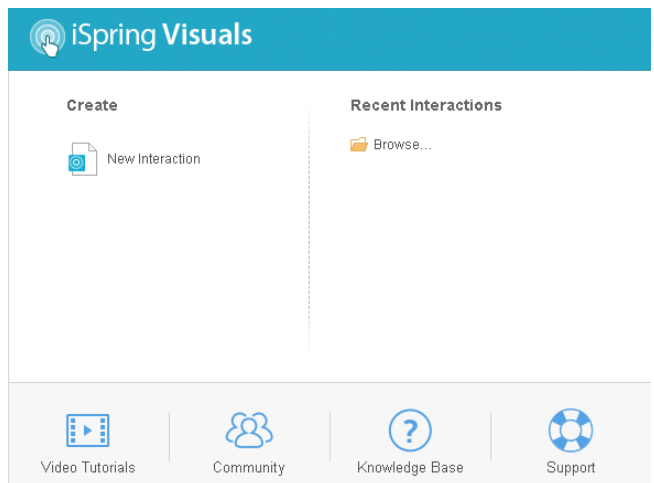 iSpring Visuals
Create
New Interaction
Recent Interactions
Browse...
Video Tutorials
Community
Knowledge Base
Support